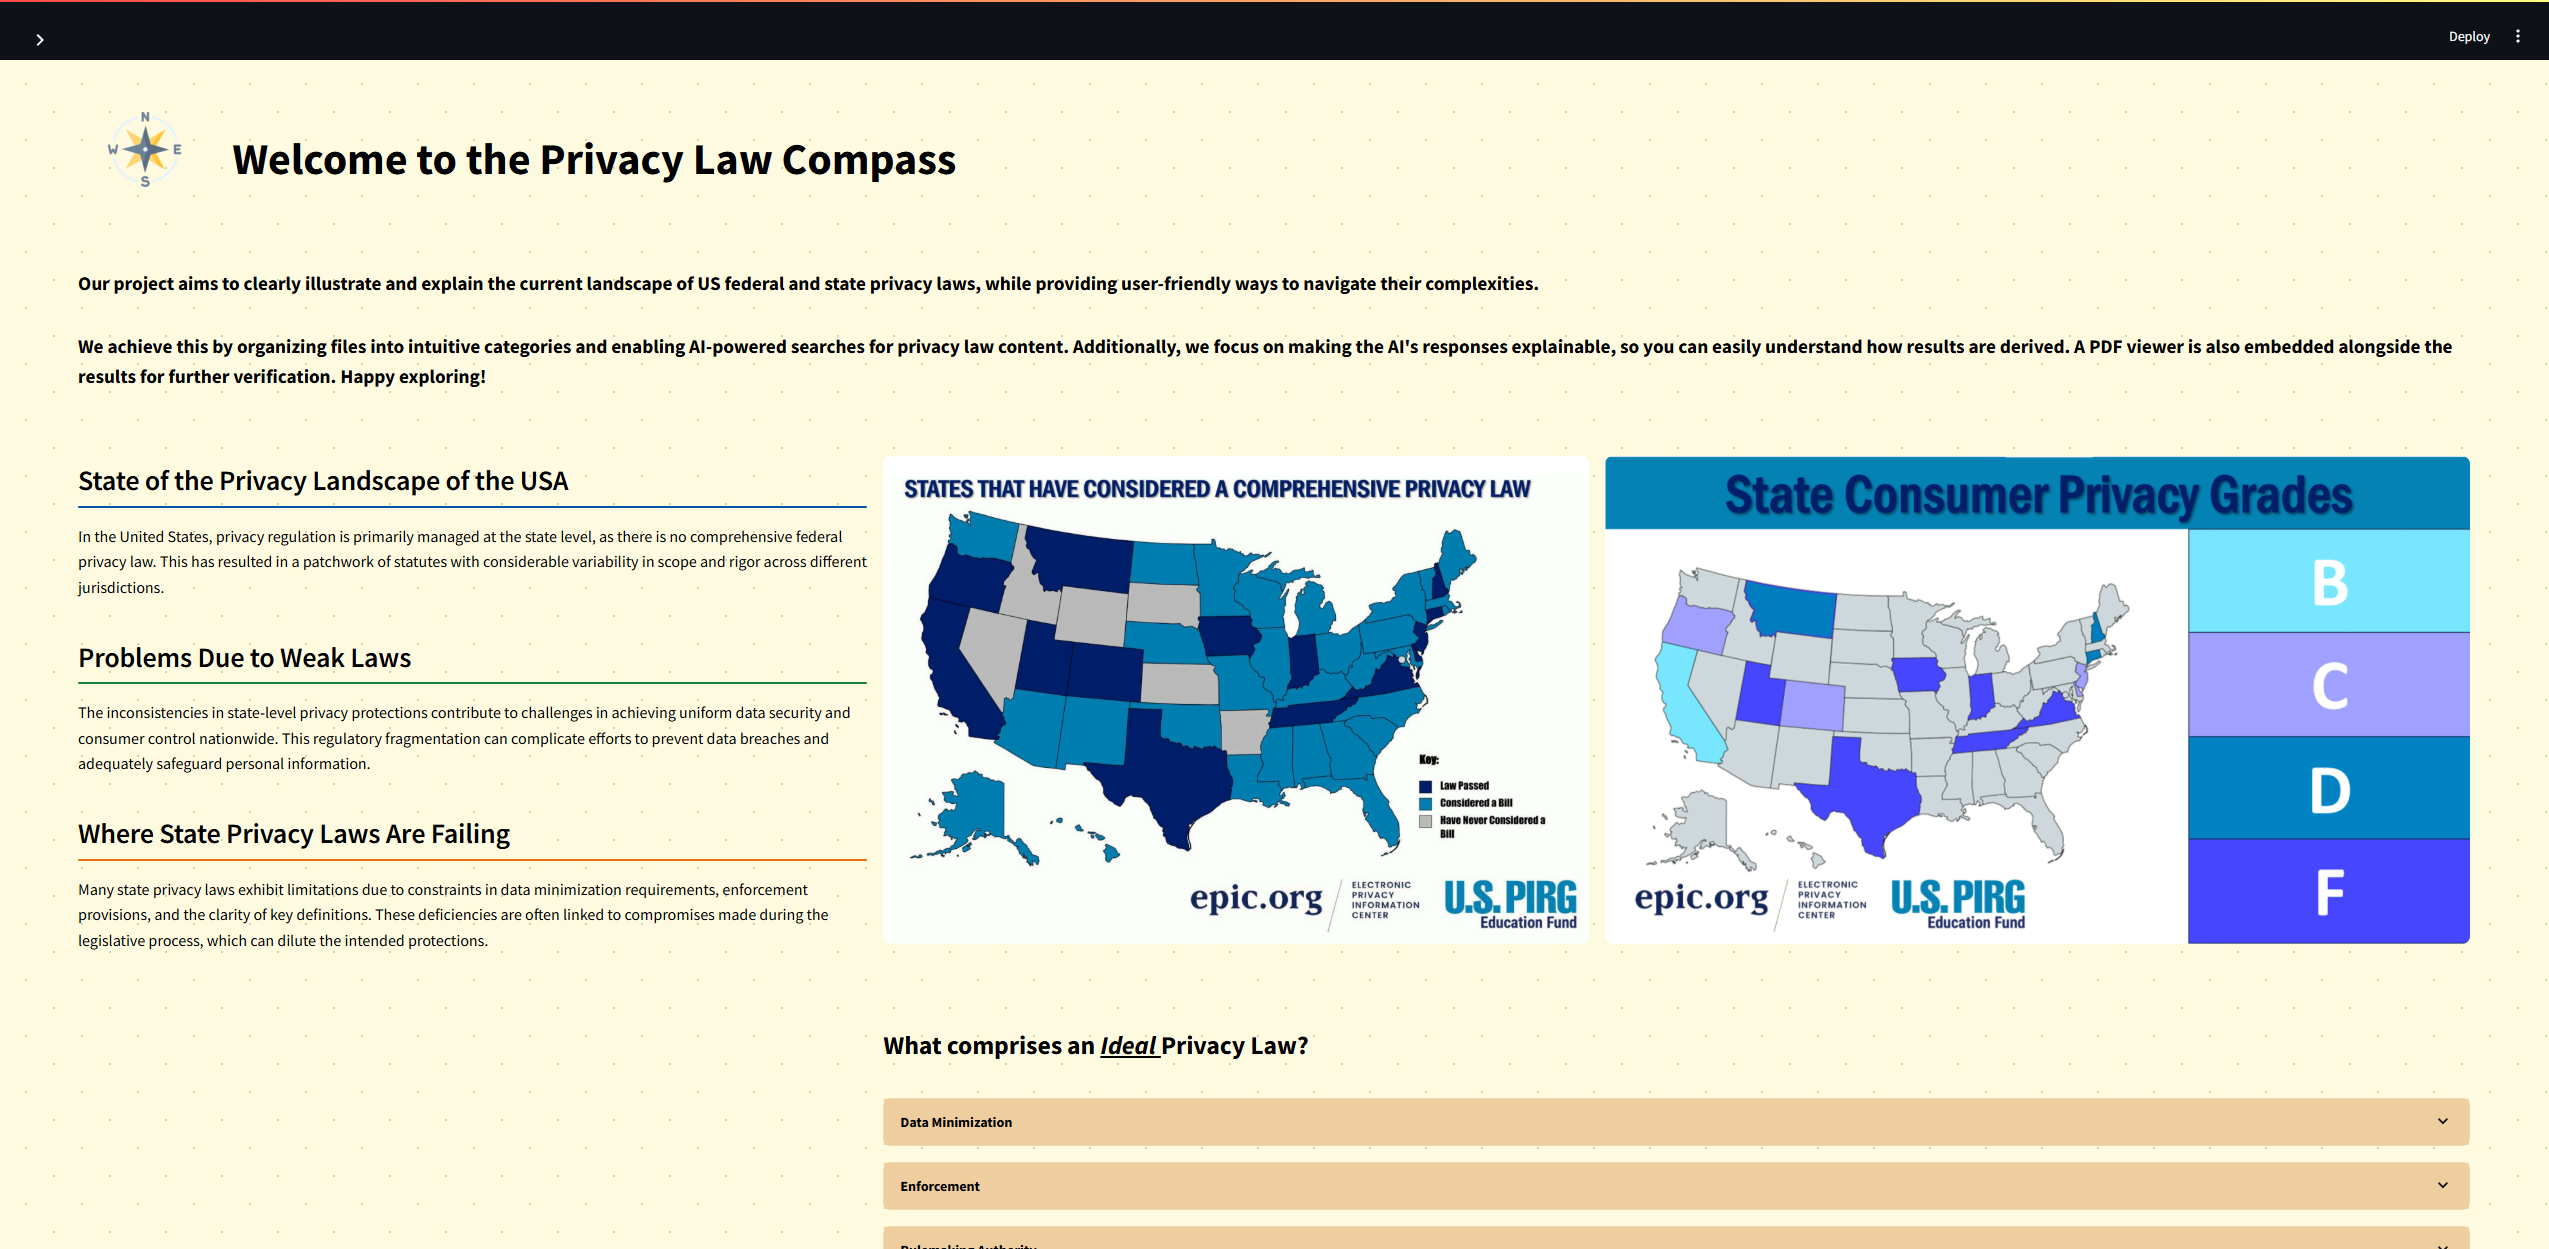 Deploy
N
W E
S
Welcome to the Privacy Law Compass
Our project aims to clearly illustrate and explain the current landscape of US federal and state privacy laws, while providing user-friendly ways to navigate their complexities.
We achieve this by organizing files into intuitive categories and enabling AI-powered searches for privacy law content. Additionally, we focus on making the AI's responses explainable, so you can easily understand how results are derived. A PDF viewer is also embedded alongside the
results for further verification. Happy exploring!
State of the Privacy Landscape of the USA
In the United States, privacy regulation is primarily managed at the state level, as there is no comprehensive federal
privacy law. This has resulted in a patchwork of statutes with considerable variability in scope and rigor across different
jurisdictions.
Problems Due to Weak Laws
The inconsistencies in state-level privacy protections contribute to challenges in achieving uniform data security and
consumer control nationwide. This regulatory fragmentation can complicate efforts to prevent data breaches and
adequately safeguard personal information.
Where State Privacy Laws Are Failing
Many state privacy laws exhibit limitations due to constraints in data minimization requirements, enforcement
provisions, and the clarity of key definitions. These deficiencies are often linked to compromises made during the
legislative process, which can dilute the intended protections.
STATES THAT HAVE CONSIDERED A COMPREHENSIVE PRIVACY LAW
Key:
Law Passed
Considered a Bill
Have Never Considered a
Bill
epic.org
ELECTRONIC
PRIVACY
INFORMATION
CENTER
U.S. PIRG
Education Fund
State Consumer Privacy Grades
B
C
D
F
epic.org
ELECTRONIC
PRIVACY
INFORMATION
CENTER
U.S. PIRG
Education Fund
What comprises an Ideal Privacy Law?
Data Minimization
Enforcement
Rulemaking Authority